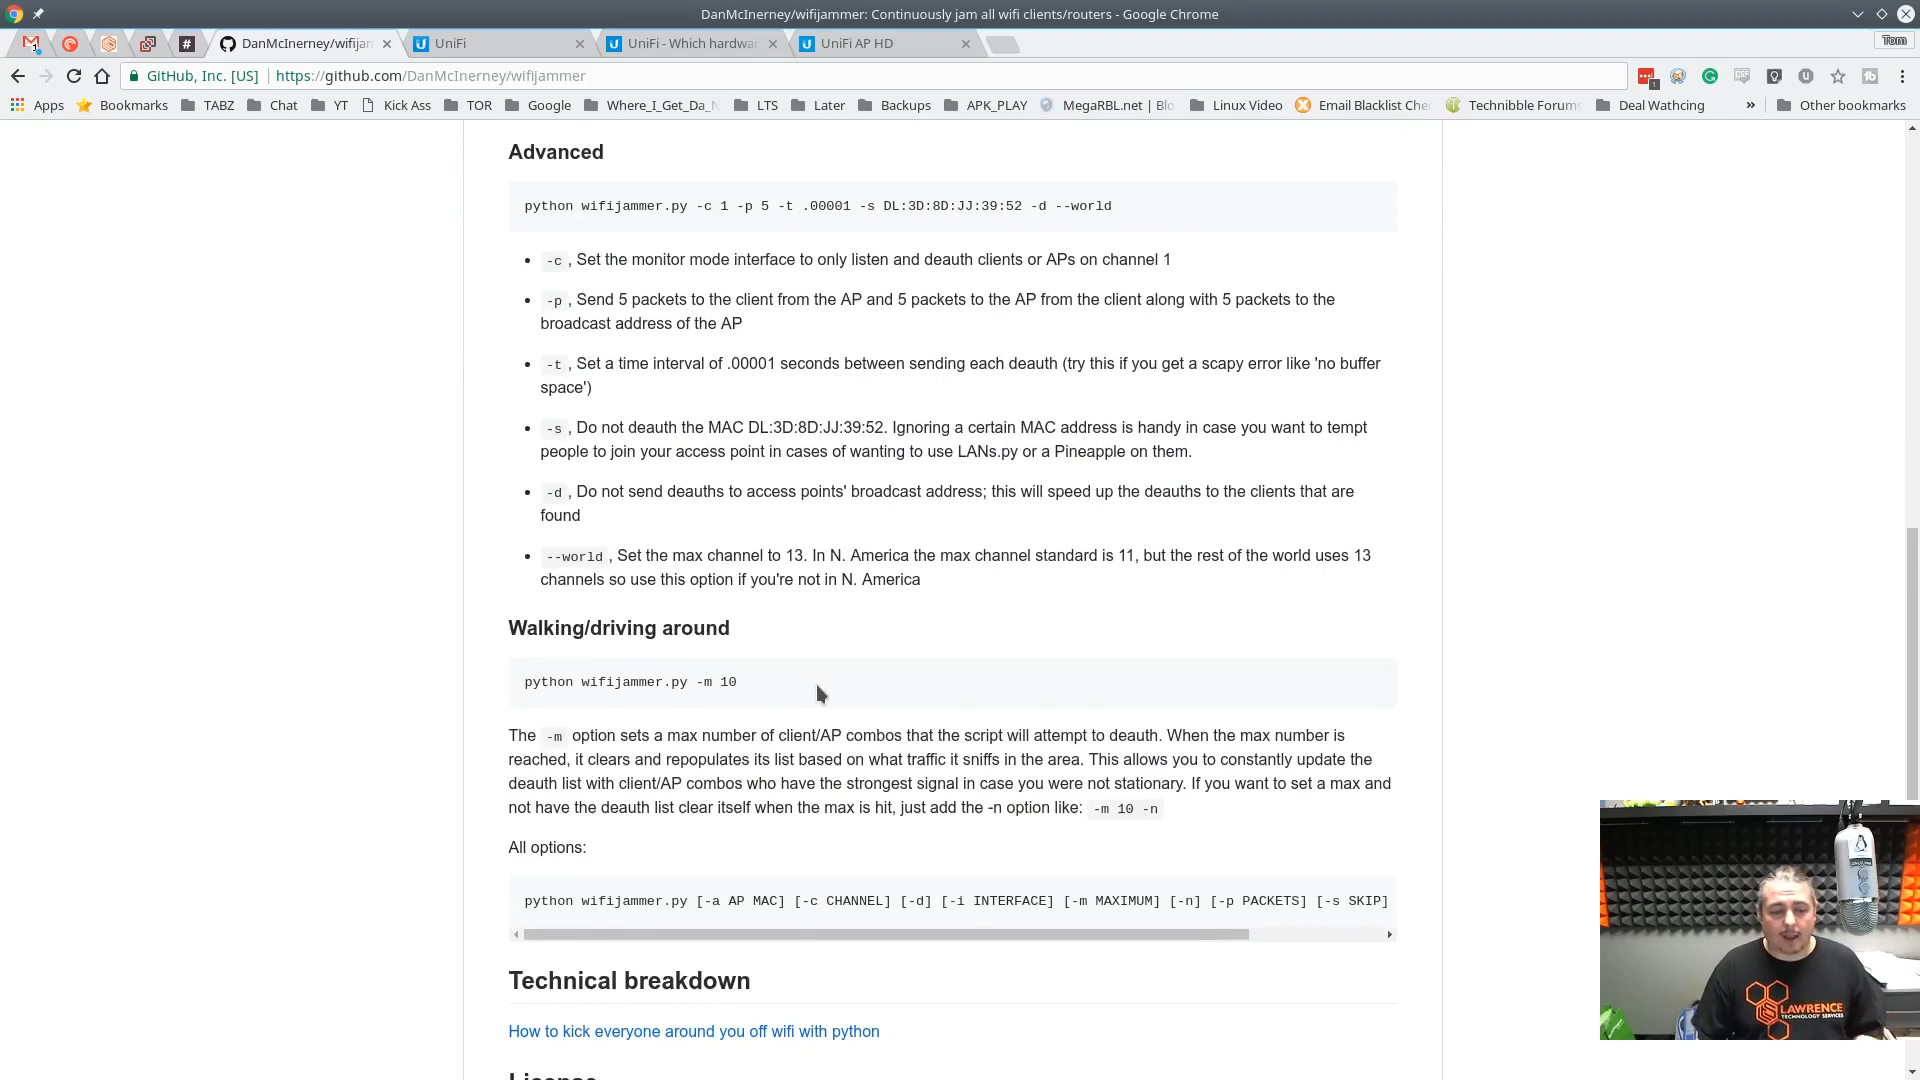 DanMcInerney/wifijammer: Continuously jam all wifi clients/routers - Google Chrome
DanMcInerney/wifijan
UniFi
UniFi - Which hardwar
UniFi AP HD
Tom
GitHub, Inc. [US]
https://github.com/DanMcInerney/wifijammer
Apps
Bookmarks
TABZ
Chat
YT
Kick Ass
TOR
Google
Where_I_Get_Da_N
LTS
Later
Backups
APK_PLAY
MegaRBL.net | Blo
Linux Video
Email Blacklist Che
Technibble Forums
Deal Wathcing
»
Other bookmarks
Advanced
python wifijammer.py -c 1 -p 5 -t .00001 -s DL:3D:8D:JJ:39:52 -d --world
• -c , Set the monitor mode interface to only listen and deauth clients or APs on channel 1
• -p , Send 5 packets to the client from the AP and 5 packets to the AP from the client along with 5 packets to the
broadcast address of the AP
• -t , Set a time interval of .00001 seconds between sending each deauth (try this if you get a scapy error like 'no buffer
space')
• -s , Do not deauth the MAC DL:3D:8D:JJ:39:52. Ignoring a certain MAC address is handy in case you want to tempt
people to join your access point in cases of wanting to use LANs.py or a Pineapple on them.
• -d , Do not send deauths to access points' broadcast address; this will speed up the deauths to the clients that are
found
• --world , Set the max channel to 13. In N. America the max channel standard is 11, but the rest of the world uses 13
channels so use this option if you're not in N. America
Walking/driving around
python wifijammer.py -m 10
The -m option sets a max number of client/AP combos that the script will attempt to deauth. When the max number is
reached, it clears and repopulates its list based on what traffic it sniffs in the area. This allows you to constantly update the
deauth list with client/AP combos who have the strongest signal in case you were not stationary. If you want to set a max and
not have the deauth list clear itself when the max is hit, just add the -n option like: -m 10 -n
All options:
python wifijammer.py [-a AP MAC] [-c CHANNEL] [-d] [-i INTERFACE] [-m MAXIMUM] [-n] [-p PACKETS] [-s SKIP]
Technical breakdown
How to kick everyone around you off wifi with python
License
LAWRENCE
TECHNOLOGY SERVICES